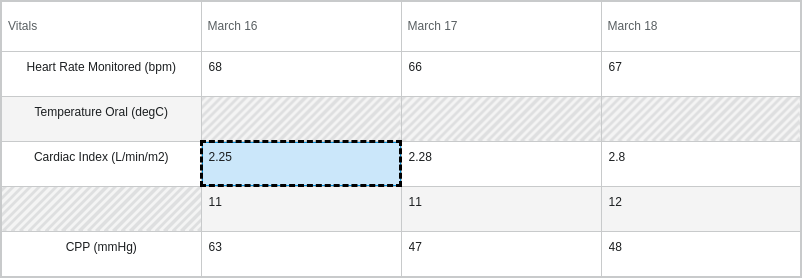 Vitals March 16 March 17 March 18
Heart Rate Monitored (bpm) 68 66 67
Temperature Oral (degC)
Cardiac Index (L/min/m2) 2.25 2.28 2.8
11 11 12
CPP (mmHg) 63 47 48